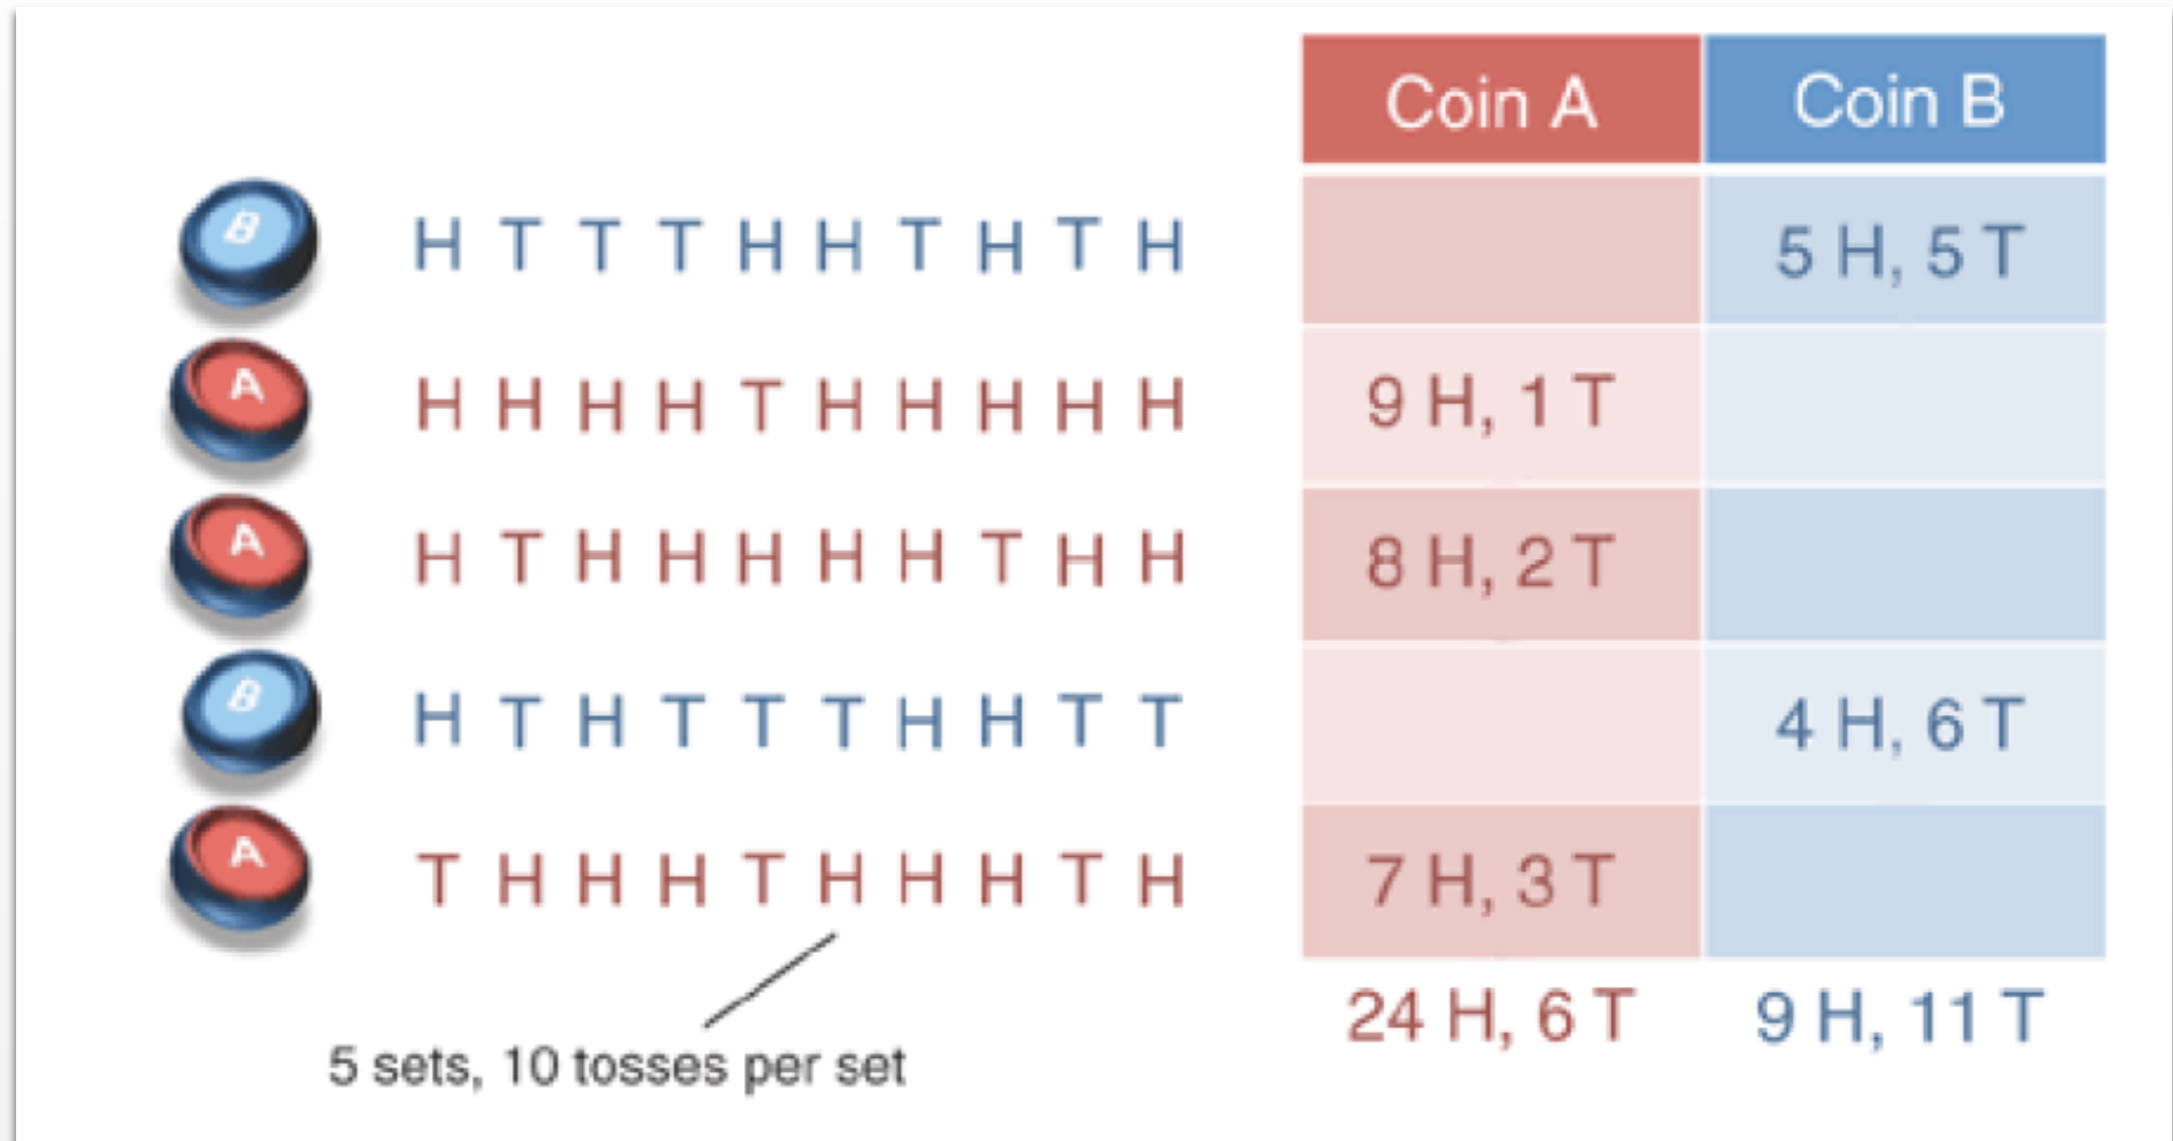 Coin A Coin B
B H T T T H H T H T H 5 H, 5 T
A H H H H T H H H H H 9 H, 1 T
A H T H H H H H T H H 8 H, 2 T
B H T H T T T H H T T 4 H, 6 T
A T H H H T H H H T H 7 H, 3 T
24 H, 6 T 9 H, 11 T
5 sets, 10 tosses per set